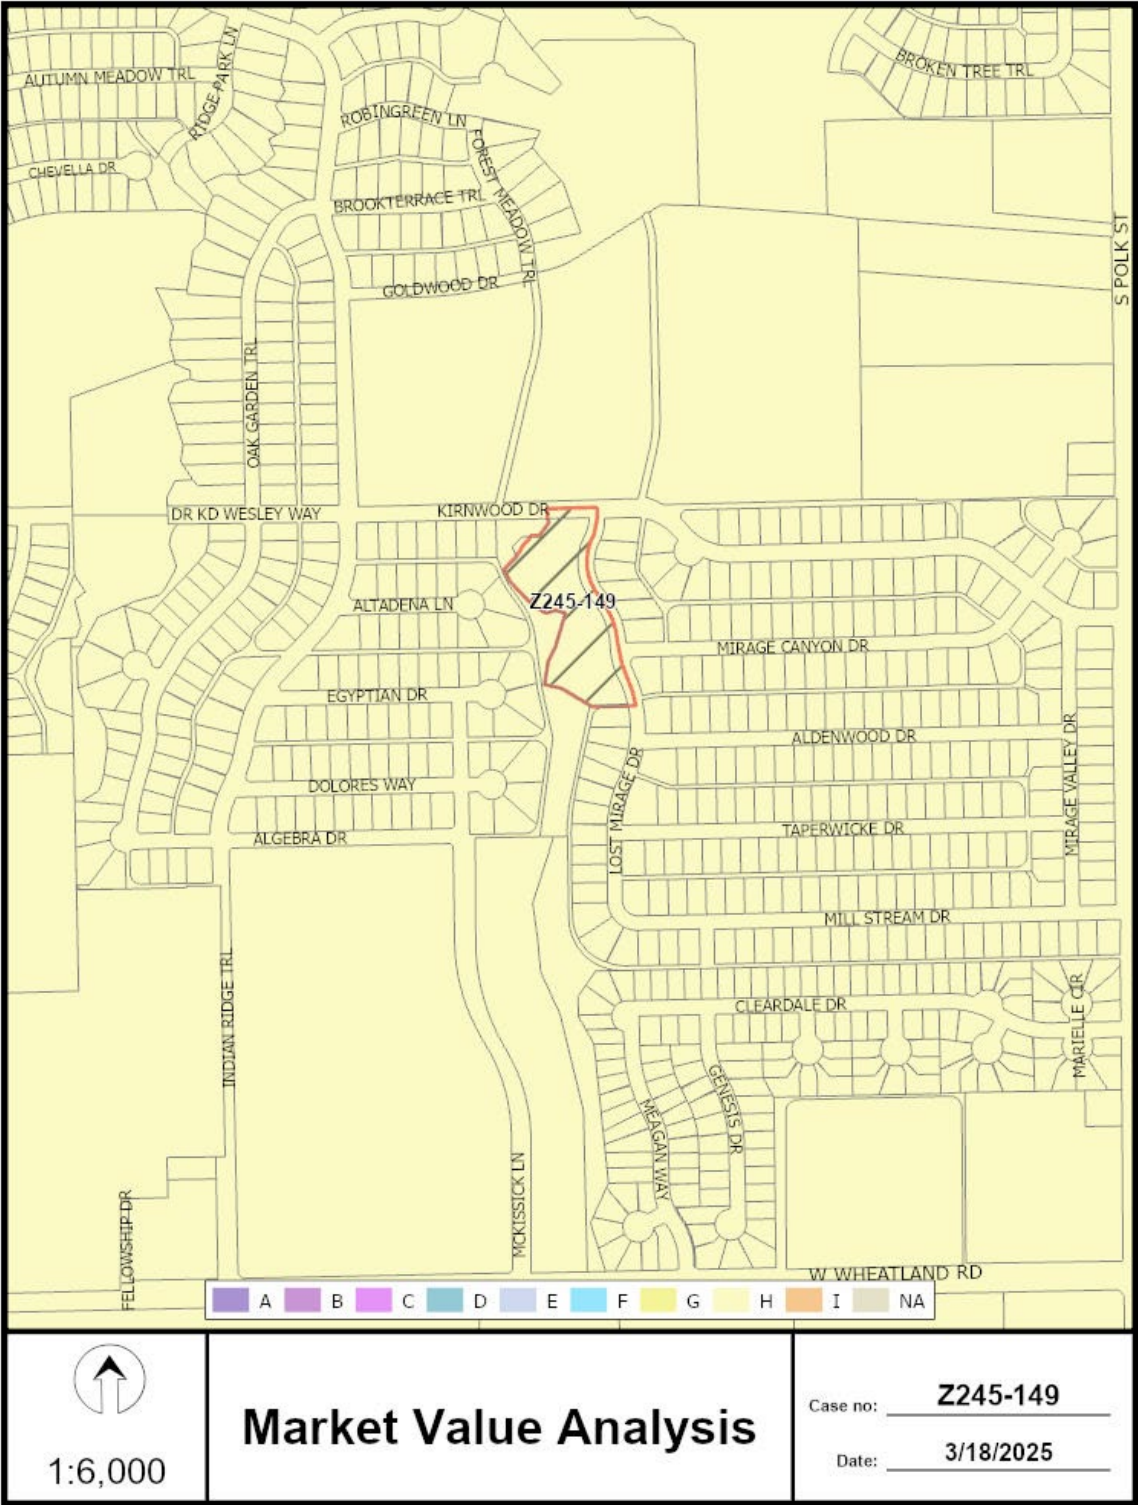 BROKEN TREE TRL
AUTUMN MEADOW TRL
RIDGE PARK LN
ROBINGREEN LN
CHEVELLA DR
FOREST MEADOW TRL
BROOKTERRACE TRL
S POLK ST
GOLDWOOD DR
OAK GARDEN TRL
DR KD WESLEY WAY
KIRNWOOD DR
Z245-149
ALTADENA LN
MIRAGE CANYON DR
EGYPTIAN DR
ALDENWOOD DR
MIRAGE VALLEY DR
DOLORES WAY
LOST MIRAGE DR
TAPERWICKE DR
ALGEBRA DR
MILL STREAM DR
INDIAN RIDGE TRL
CLEARDALE DR
MARIELLE CIR
GENESIS DR
MEAGAN WAY
MCKISSICK LN
FELLOWSHIP DR
W WHEATLAND RD
A B C D E F G H I NA
1:6,000
Market Value Analysis
Case no: Z245-149
Date: 3/18/2025